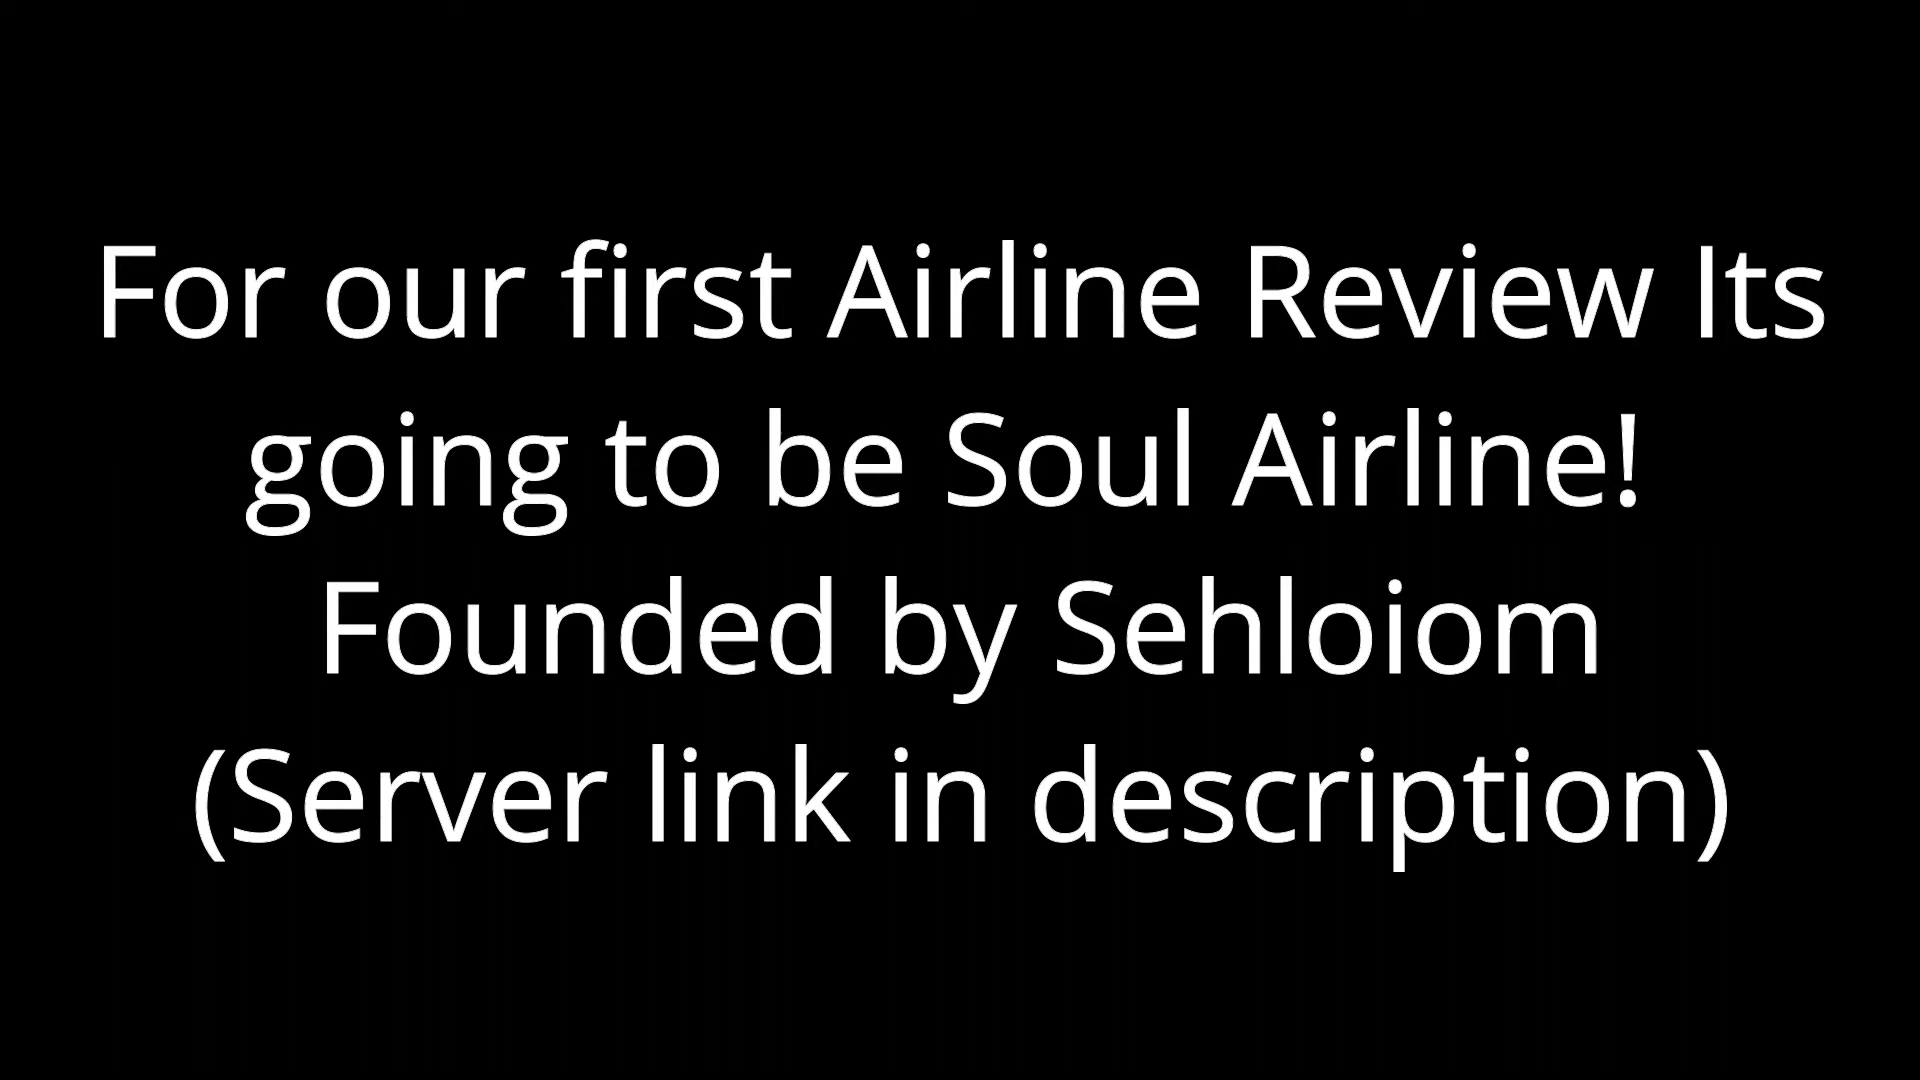 For our first Airline Review Its
going to be Soul Airline!
Founded by Sehloiom
(Server link in description)